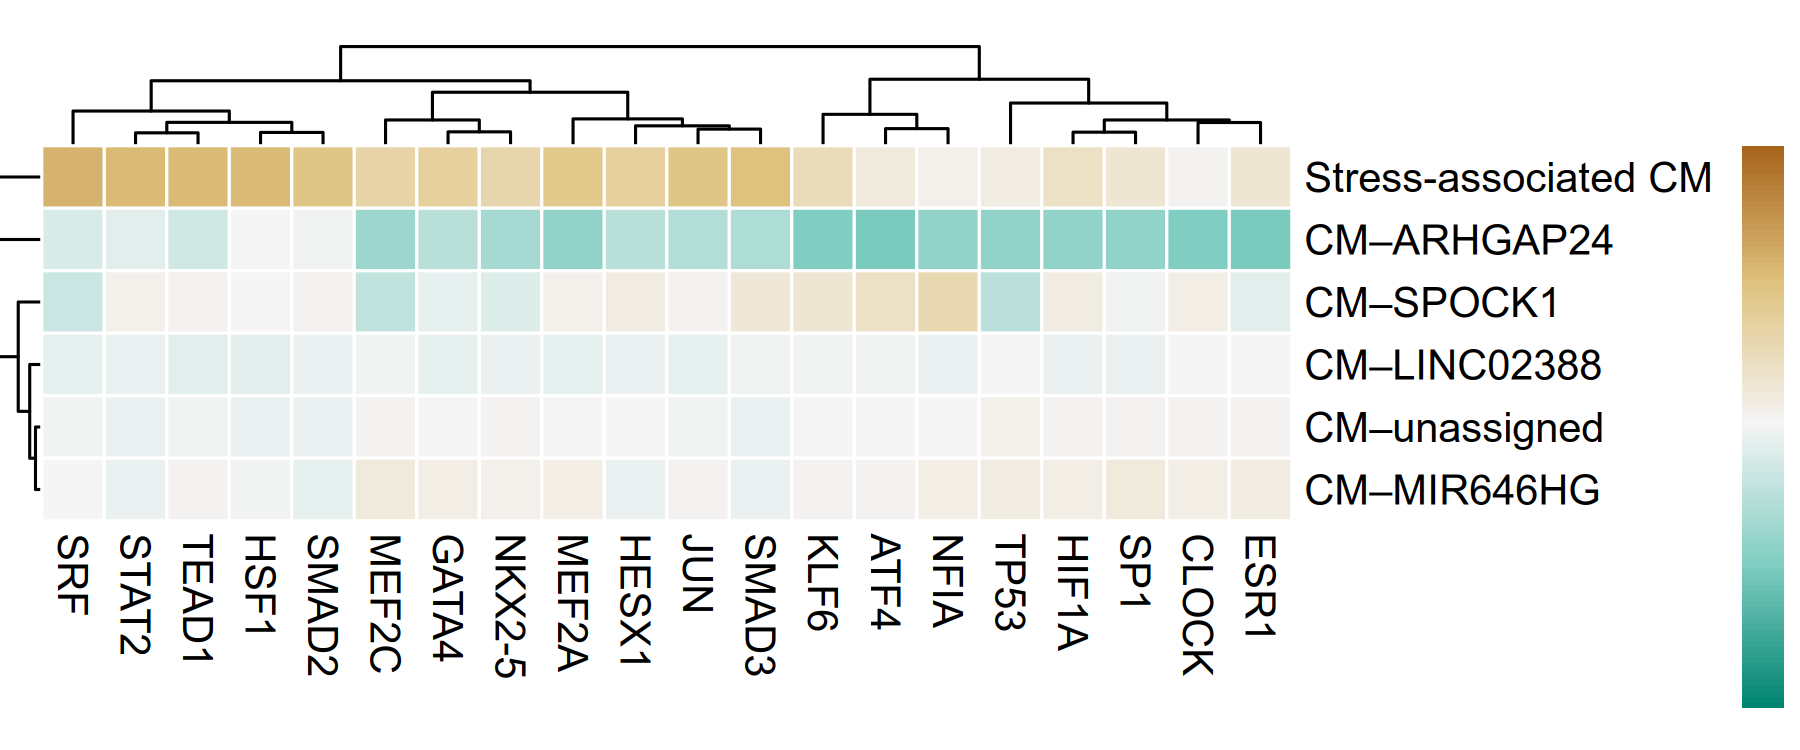 Stress-associated CM
CM–ARHGAP24
CM–SPOCK1
CM–LINC02388
CM–unassigned
CM–MIR646HG
SRF
STAT2
TEAD1
HSF1
SMAD2
MEF2C
GATA4
NKX2-5
MEF2A
HESX1
JUN
SMAD3
KLF6
ATF4
NFIA
TP53
HIF1A
SP1
CLOCK
ESR1